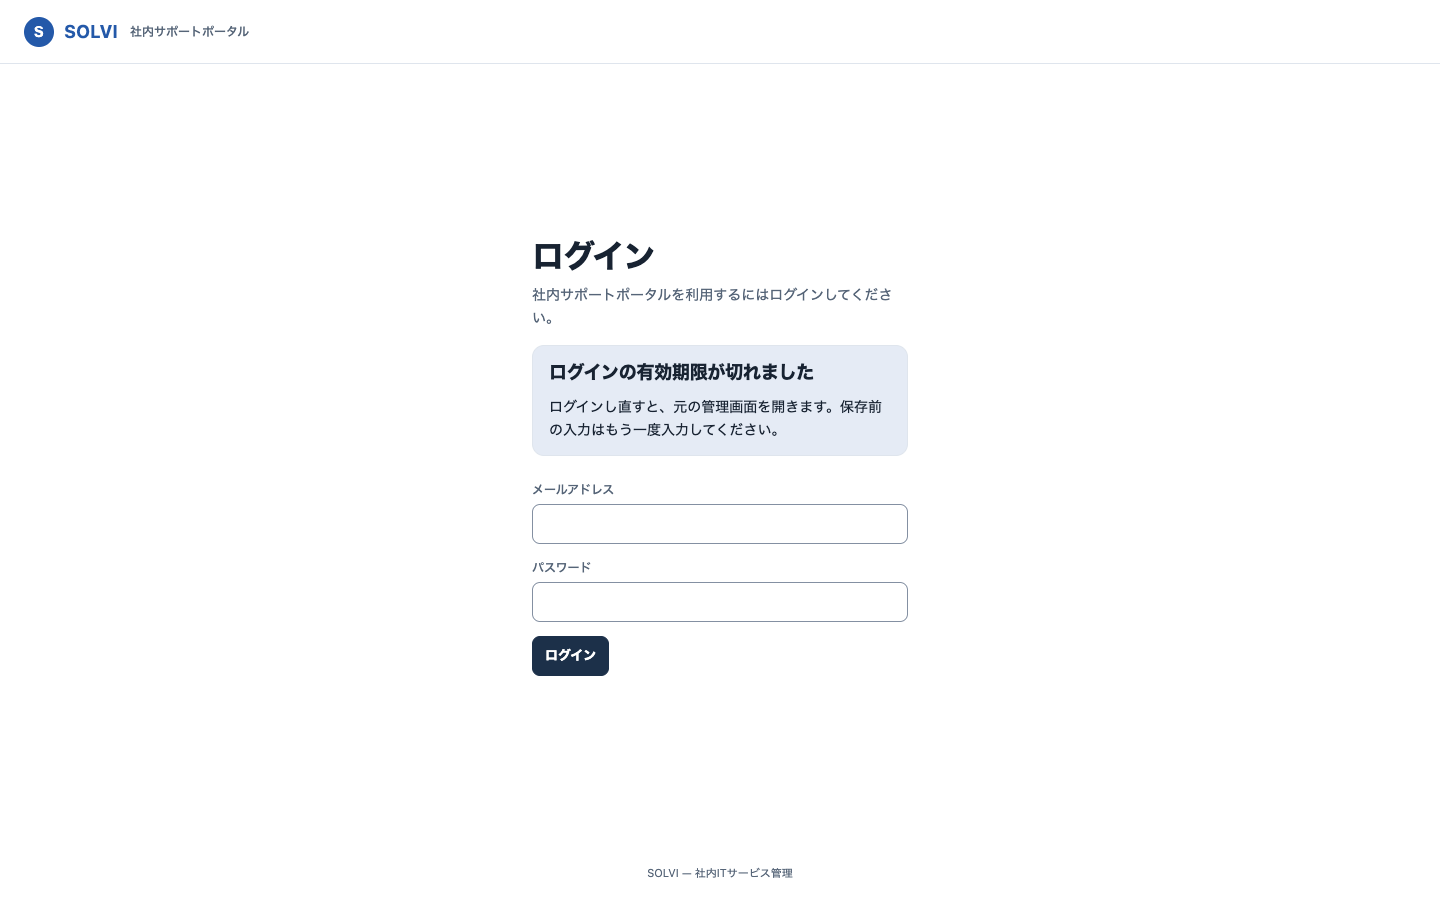 S SOLVI 社内サポートポータル
ログイン
社内サポートポータルを利用するにはログインしてくださ
い。
ログインの有効期限が切れました
ログインし直すと、元の管理画面を開きます。保存前
の入力はもう一度入力してください。
メールアドレス
パスワード
ログイン
SOLVI — 社内ITサービス管理